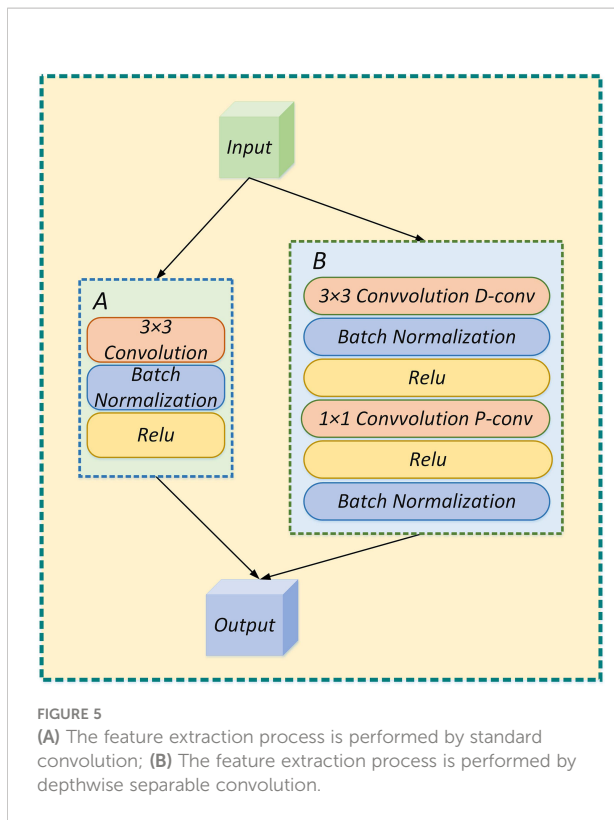 Input
A
3×3
Convolution
Batch
Normalization
Relu
B
3×3 Convvolution D-conv
Batch Normalization
Relu
1×1 Convvolution P-conv
Relu
Batch Normalization
Output
FIGURE 5
(A) The feature extraction process is performed by standard
convolution; (B) The feature extraction process is performed by
depthwise separable convolution.